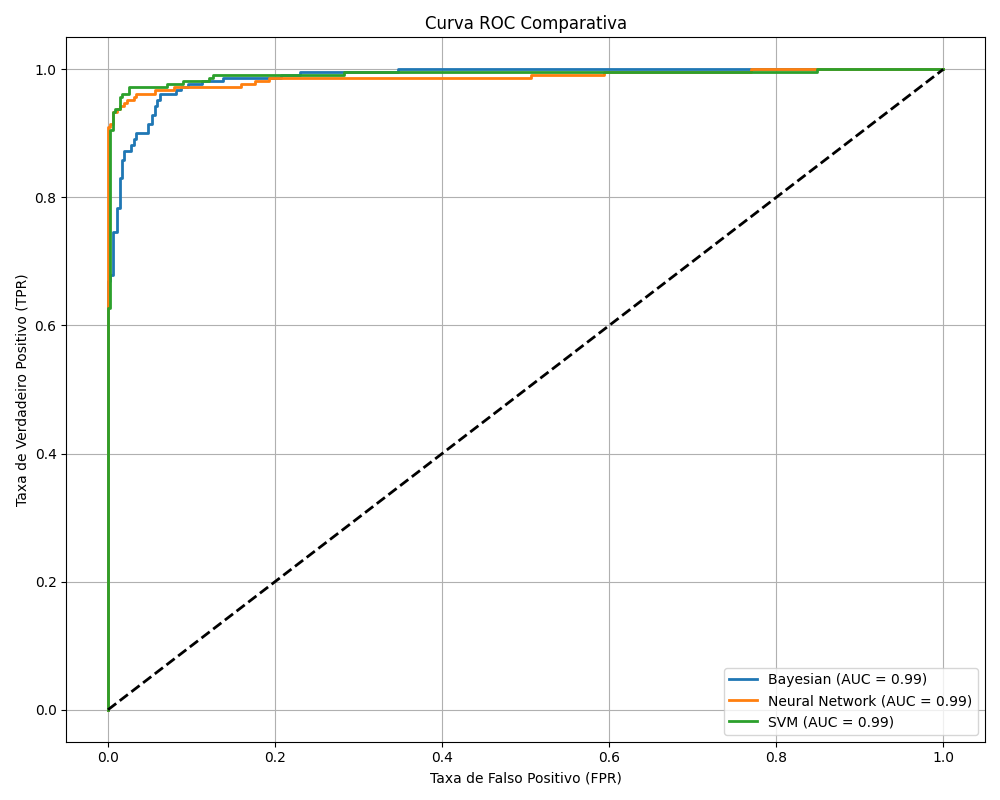 Curva ROC Comparativa
Taxa de Verdadeiro Positivo (TPR)
1.0
0.8
0.6
0.4
0.2
0.0
0.0 0.2 0.4 0.6 0.8 1.0
Taxa de Falso Positivo (FPR)
Bayesian (AUC = 0.99)
Neural Network (AUC = 0.99)
SVM (AUC = 0.99)